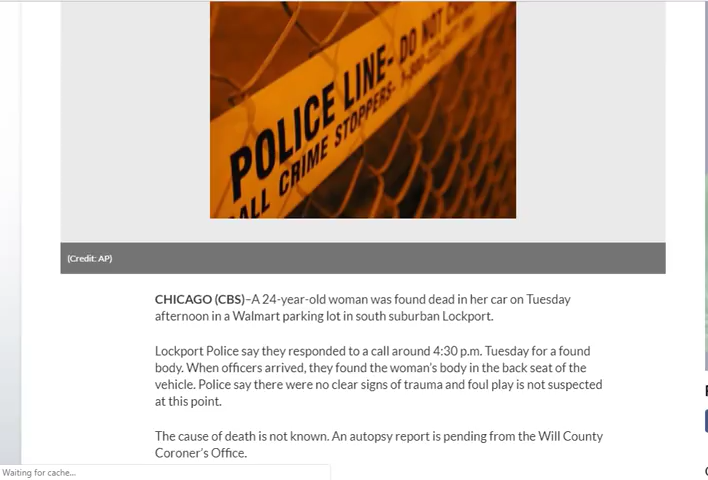 POLICE LINE- DO NOT
CALL CRIME STOPPERS-
(Credit: AP)
CHICAGO (CBS)–A 24-year-old woman was found dead in her car on Tuesday
afternoon in a Walmart parking lot in south suburban Lockport.
Lockport Police say they responded to a call around 4:30 p.m. Tuesday for a found
body. When officers arrived, they found the woman's body in the back seat of the
vehicle. Police say there were no clear signs of trauma and foul play is not suspected
at this point.
The cause of death is not known. An autopsy report is pending from the Will County
Coroner's Office.
Waiting for cache...